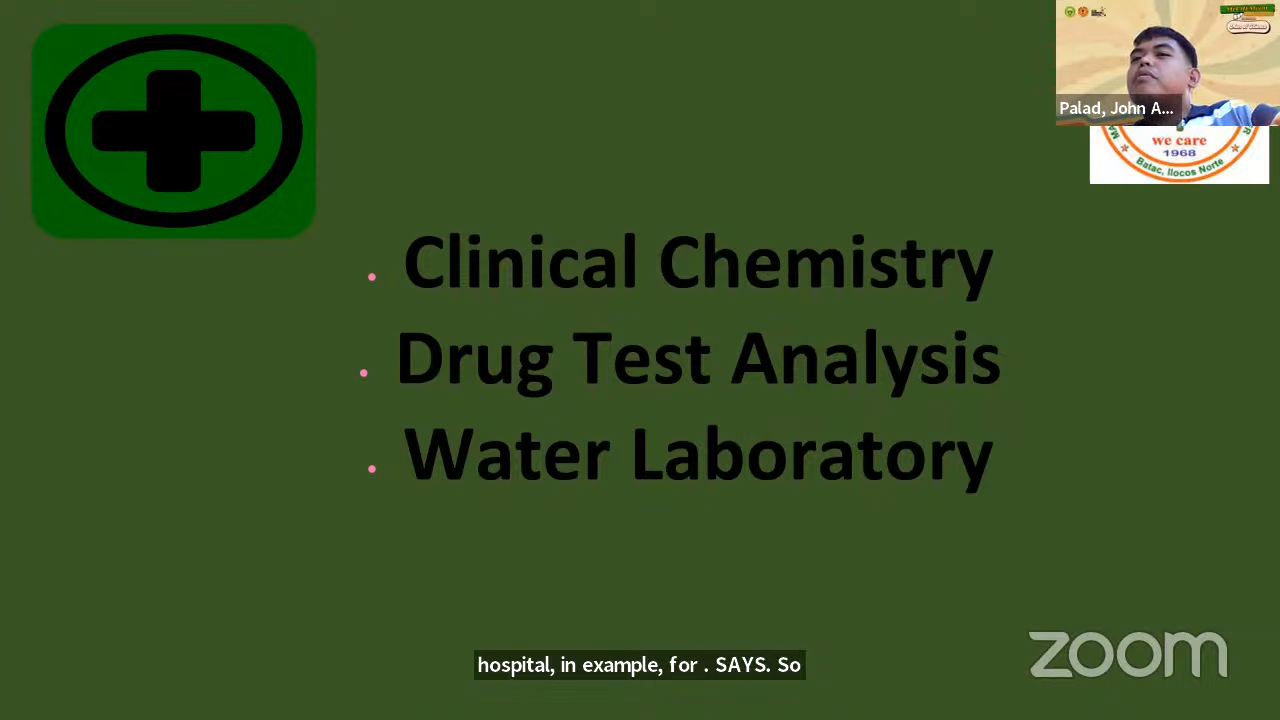 Palad, John A...
we care
1968
Batac, Ilocos Norte
• Clinical Chemistry
• Drug Test Analysis
• Water Laboratory
hospital, in example, for . SAYS. So
zoom